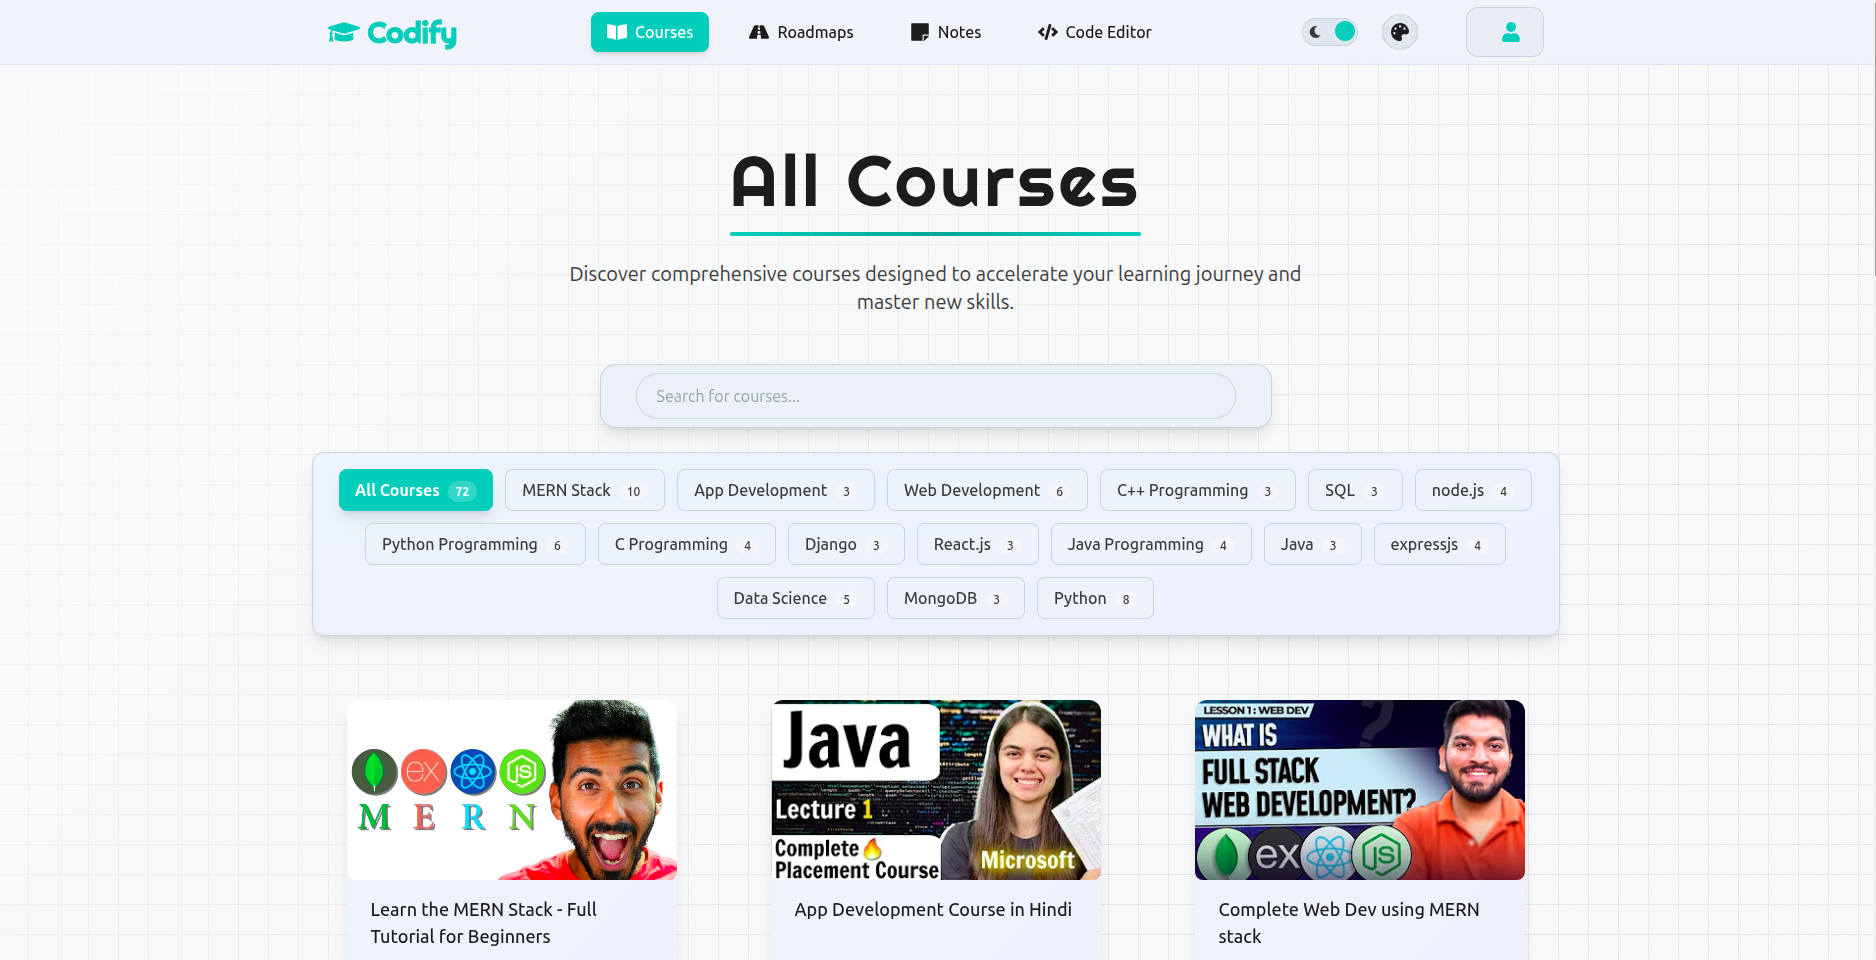 Codify
Courses
Roadmaps
Notes
Code Editor
All Courses
Discover comprehensive courses designed to accelerate your learning journey and
master new skills.
Search for courses...
All Courses 72
MERN Stack 10
App Development 3
Web Development 6
C++ Programming 3
SQL 3
node.js 4
Python Programming 6
C Programming 4
Django 3
React.js 3
Java Programming 4
Java 3
expressjs 4
Data Science 5
MongoDB 3
Python 8
ex
JS
M E R N
Java
Lecture 1
Complete🔥
Placement Course
Microsoft
LESSON 1 : WEB DEV
WHAT IS
FULL STACK
WEB DEVELOPMENT?
?
ex
JS
Learn the MERN Stack - Full
Tutorial for Beginners
App Development Course in Hindi
Complete Web Dev using MERN
stack